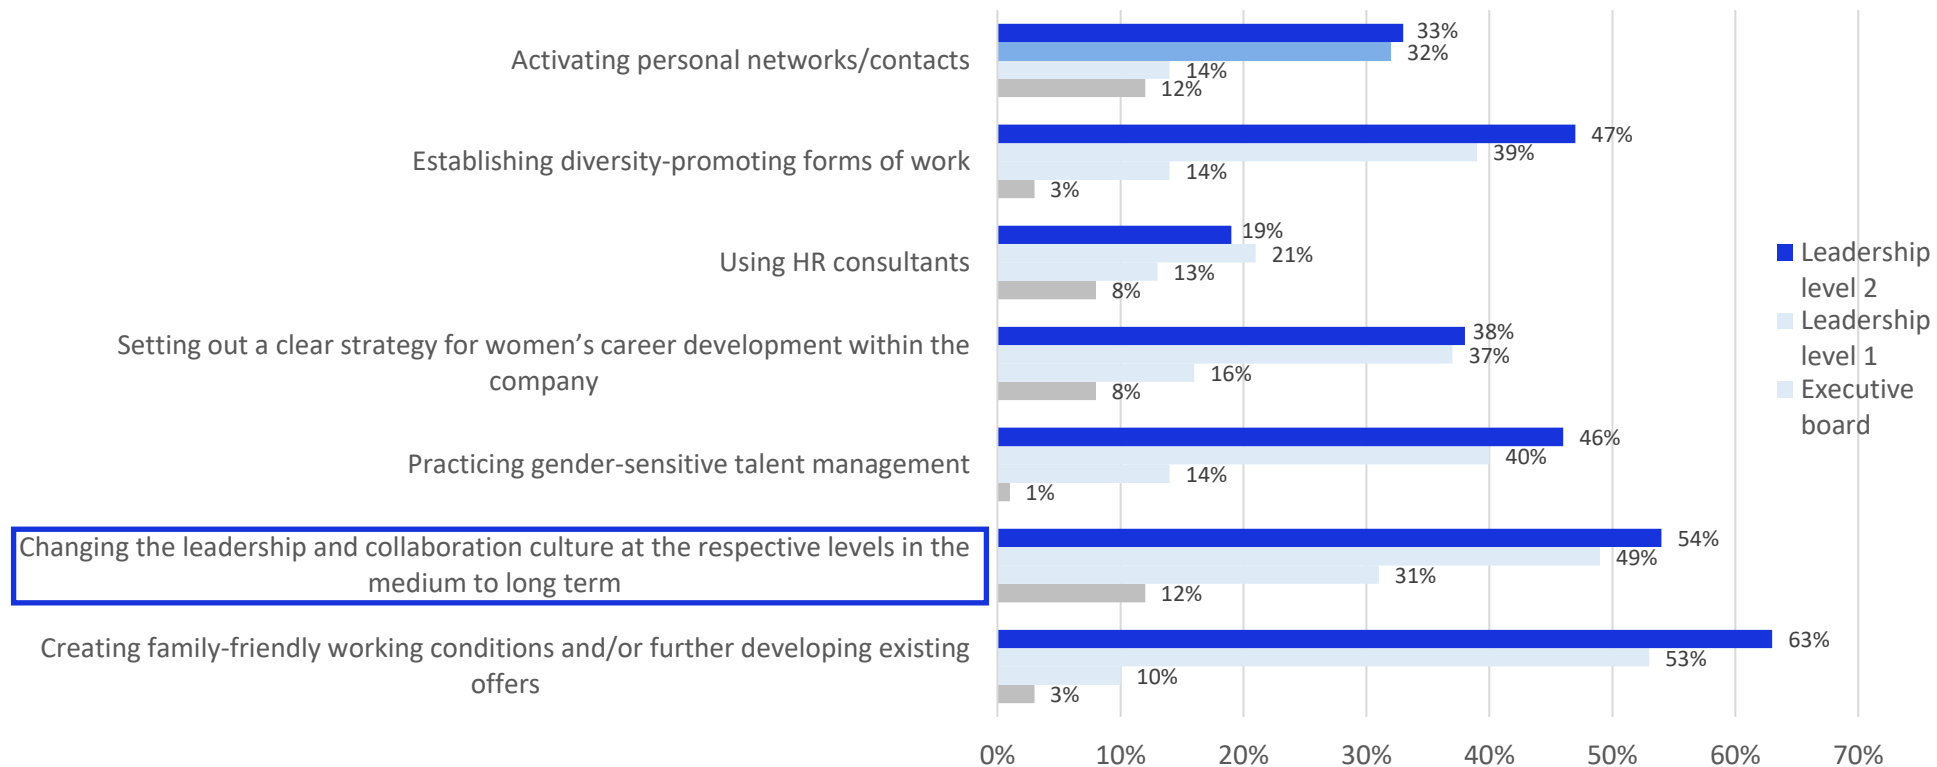 Activating personal networks/contacts
33%
32%
14%
12%
Establishing diversity-promoting forms of work
47%
39%
14%
3%
Using HR consultants
19%
21%
13%
8%
Setting out a clear strategy for women’s career development within the
company
38%
37%
16%
8%
Practicing gender-sensitive talent management
46%
40%
14%
1%
Changing the leadership and collaboration culture at the respective levels in the
medium to long term
54%
49%
31%
12%
Creating family-friendly working conditions and/or further developing existing
offers
63%
53%
10%
3%
0% 10% 20% 30% 40% 50% 60% 70%
Leadership
level 2
Leadership
level 1
Executive
board